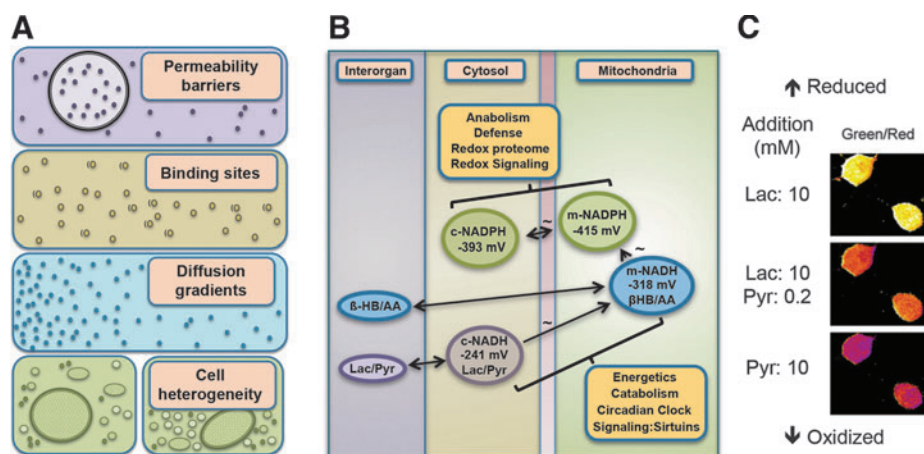 A
Permeability
barriers
Binding sites
Diffusion
gradients
Cell
heterogeneity
B
Interorgan
Cytosol
Mitochondria
Anabolism
Defense
Redox proteome
Redox Signaling
c-NADPH
-393 mV
~
m-NADPH
-415 mV
~
m-NADH
-318 mV
βHB/AA
ß-HB/AA
~
c-NADH
-241 mV
Lac/Pyr
Lac/Pyr
Energetics
Catabolism
Circadian Clock
Signaling:Sirtuins
C
Reduced
Addition
(mM)
Green/Red
Lac: 10
Lac: 10
Pyr: 0.2
Pyr: 10
Oxidized